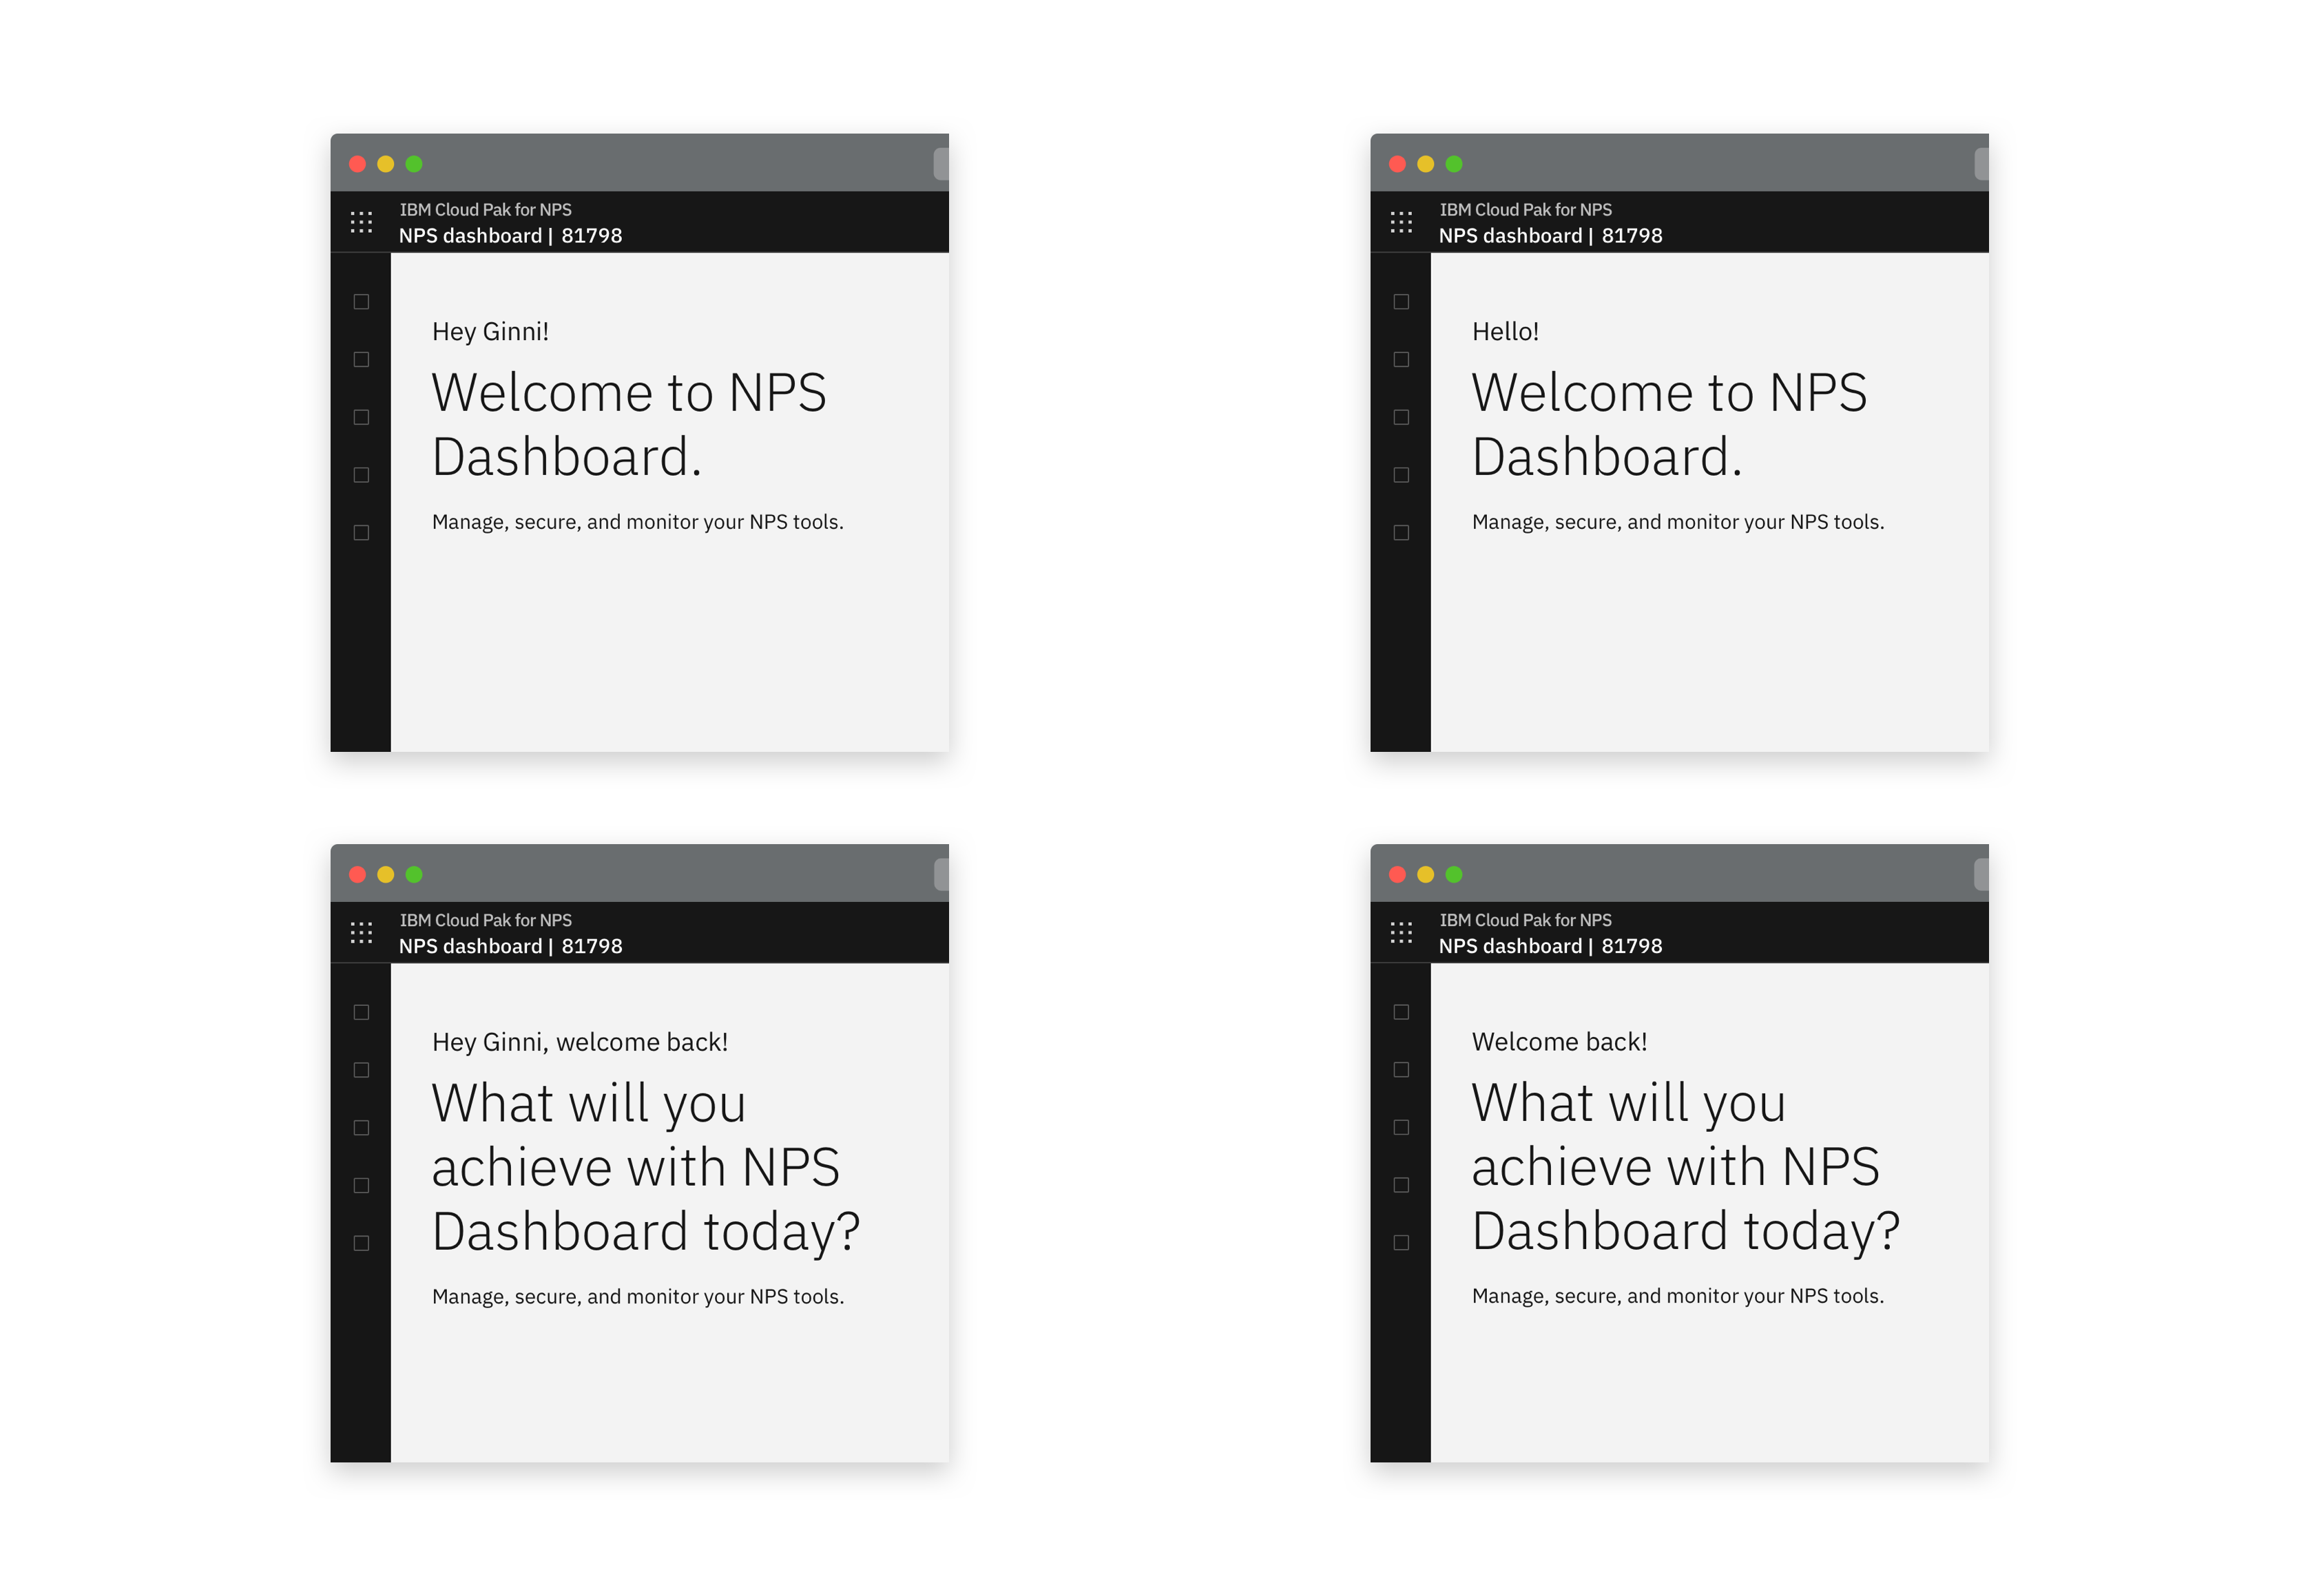 IBM Cloud Pak for NPS
NPS dashboard | 81798
Hey Ginni!
Welcome to NPS
Dashboard.
Manage, secure, and monitor your NPS tools.
IBM Cloud Pak for NPS
NPS dashboard | 81798
Hello!
Welcome to NPS
Dashboard.
Manage, secure, and monitor your NPS tools.
IBM Cloud Pak for NPS
NPS dashboard | 81798
Hey Ginni, welcome back!
What will you
achieve with NPS
Dashboard today?
Manage, secure, and monitor your NPS tools.
IBM Cloud Pak for NPS
NPS dashboard | 81798
Welcome back!
What will you
achieve with NPS
Dashboard today?
Manage, secure, and monitor your NPS tools.